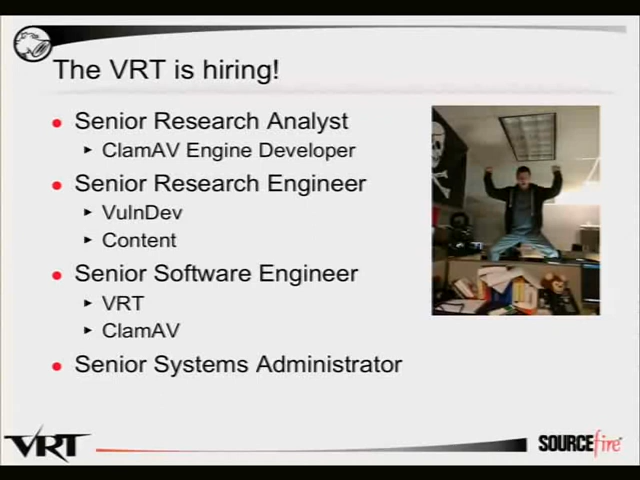 The VRT is hiring!
Senior Research Analyst
ClamAV Engine Developer
Senior Research Engineer
VulnDev
Content
Senior Software Engineer
VRT
ClamAV
Senior Systems Administrator
VRT
SOURCEfire